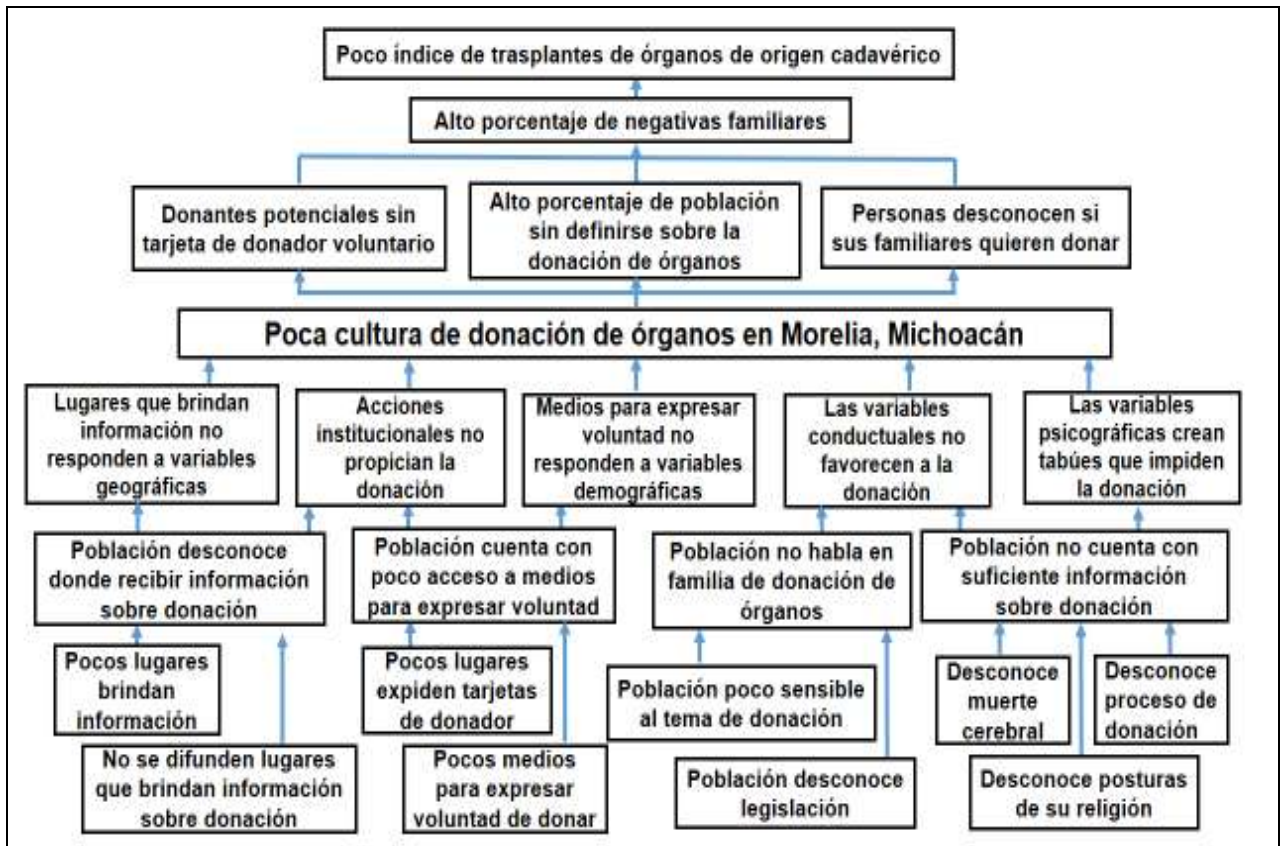 Poco índice de trasplantes de órganos de origen cadavérico
Alto porcentaje de negativas familiares
Donantes potenciales sin
tarjeta de donador voluntario
Alto porcentaje de población
sin definirse sobre la
donación de órganos
Personas desconocen si
sus familiares quieren donar
Poca cultura de donación de órganos en Morelia, Michoacán
Lugares que brindan
información no
responden a variables
geográficas
Acciones
institucionales no
propician la
donación
Medios para expresar
voluntad no
responden a variables
demográficas
Las variables
conductuales no
favorecen a la
donación
Las variables
psicográficas crean
tabúes que impiden
la donación
Población desconoce
donde recibir información
sobre donación
Población cuenta con
poco acceso a medios
para expresar voluntad
Población no habla en
familia de donación de
órganos
Población no cuenta con
suficiente información
sobre donación
Pocos lugares
brindan
información
Pocos lugares
expiden tarjetas
de donador
Población poco sensible
al tema de donación
Desconoce
muerte
cerebral
Desconoce
proceso de
donación
No se difunden lugares
que brindan información
sobre donación
Pocos medios
para expresar
voluntad de donar
Población desconoce
legislación
Desconoce posturas
de su religión